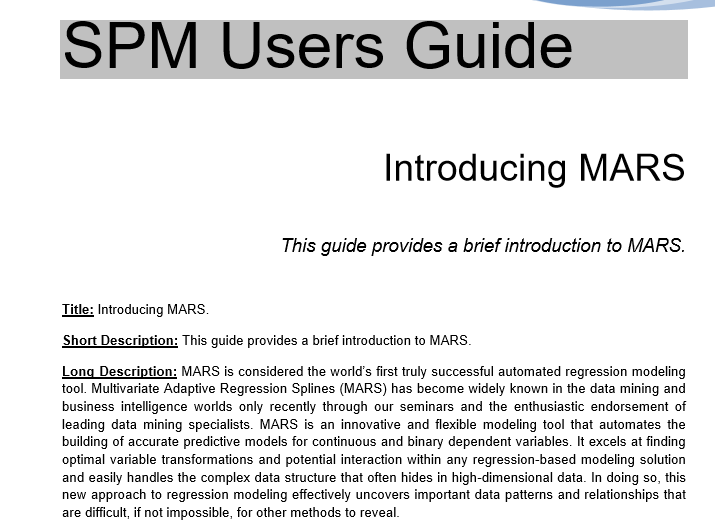 SPM Users Guide
Introducing MARS
This guide provides a brief introduction to MARS.
Title: Introducing MARS.
Short Description: This guide provides a brief introduction to MARS.
Long Description: MARS is considered the world's first truly successful automated regression modeling
tool. Multivariate Adaptive Regression Splines (MARS) has become widely known in the data mining and
business intelligence worlds only recently through our seminars and the enthusiastic endorsement of
leading data mining specialists. MARS is an innovative and flexible modeling tool that automates the
building of accurate predictive models for continuous and binary dependent variables. It excels at finding
optimal variable transformations and potential interaction within any regression-based modeling solution
and easily handles the complex data structure that often hides in high-dimensional data. In doing so, this
new approach to regression modeling effectively uncovers important data patterns and relationships that
are difficult, if not impossible, for other methods to reveal.